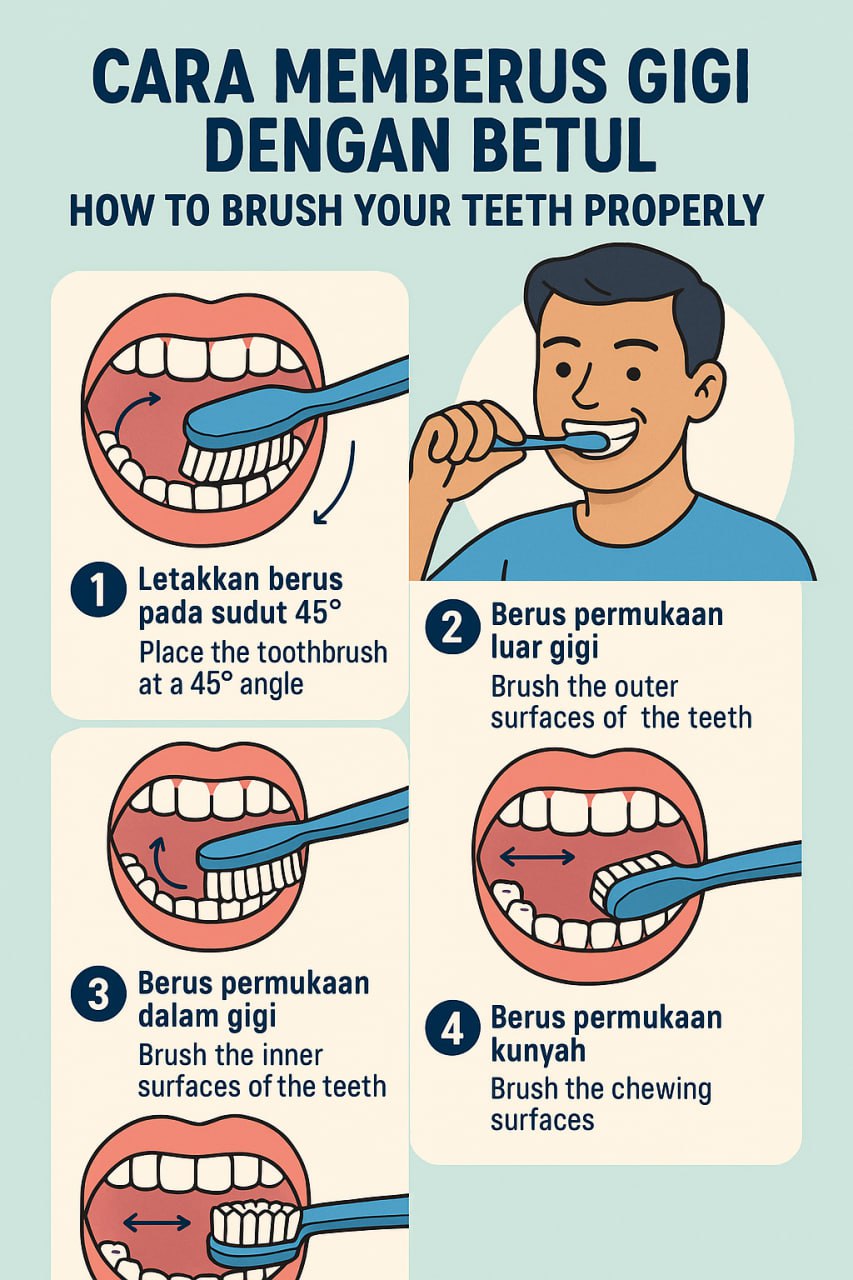 CARA MEMBERUS GIGI
DENGAN BETUL
HOW TO BRUSH YOUR TEETH PROPERLY
1 Letakkan berus
pada sudut 45°
Place the toothbrush
at a 45° angle
2 Berus permukaan
luar gigi
Brush the outer
surfaces of the teeth
3 Berus permukaan
dalam gigi
Brush the inner
surfaces of the teeth
4 Berus permukaan
kunyah
Brush the chewing
surfaces